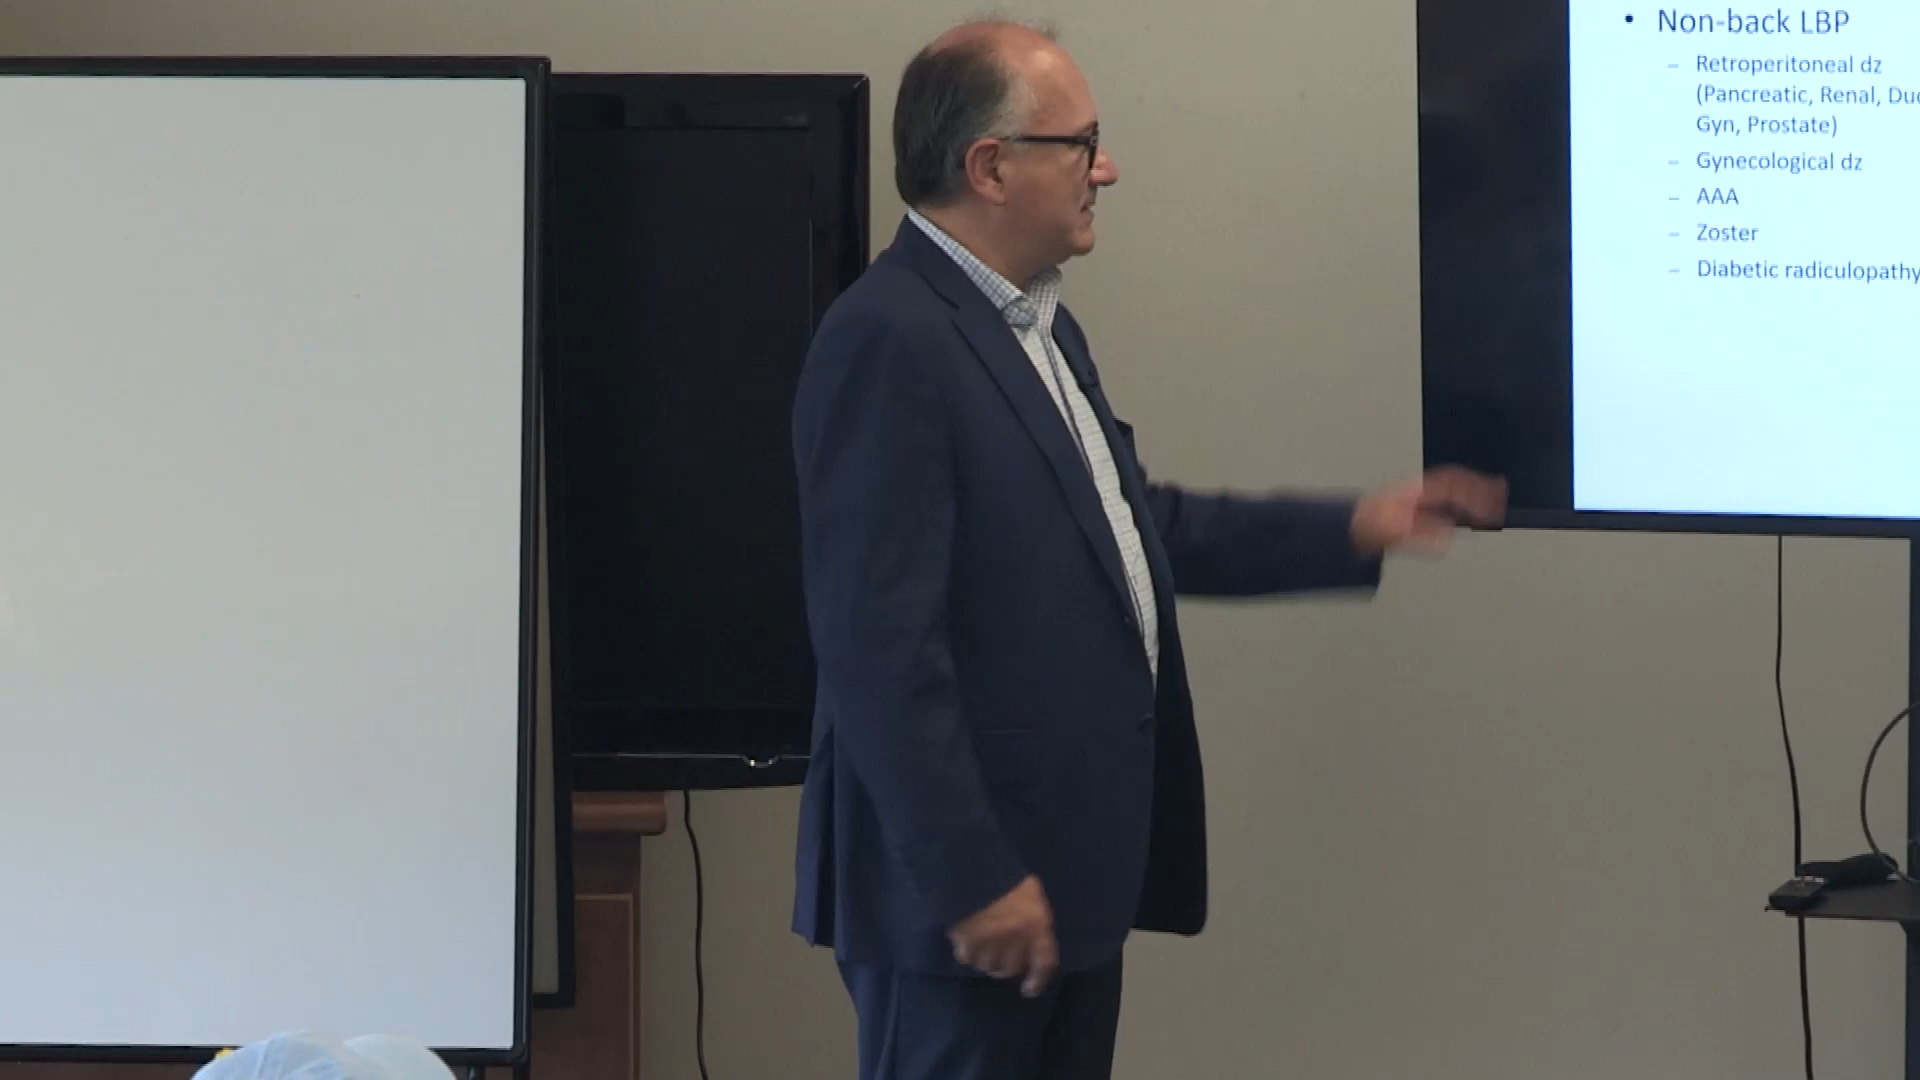 • Non-back LBP
– Retroperitoneal dz
(Pancreatic, Renal,
Gyn, Prostate)
– Gynecological dz
– AAA
– Zoster
– Diabetic radiculopathy